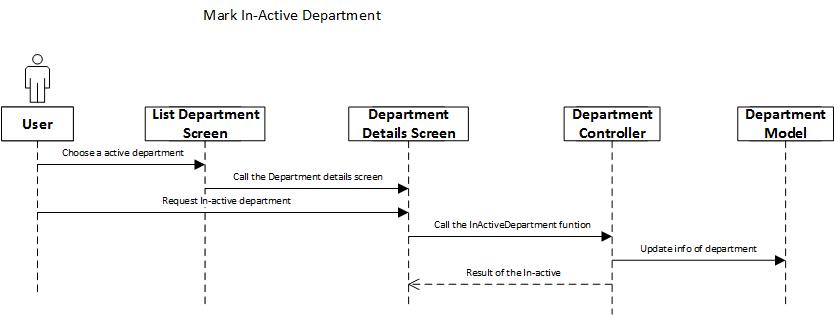 Mark In-Active Department
User
List Department
Screen
Department
Details Screen
Department
Controller
Department
Model
Choose a active department
Call the Department details screen
Request In-active department
Call the InActiveDepartment funtion
Update info of department
Result of the In-active